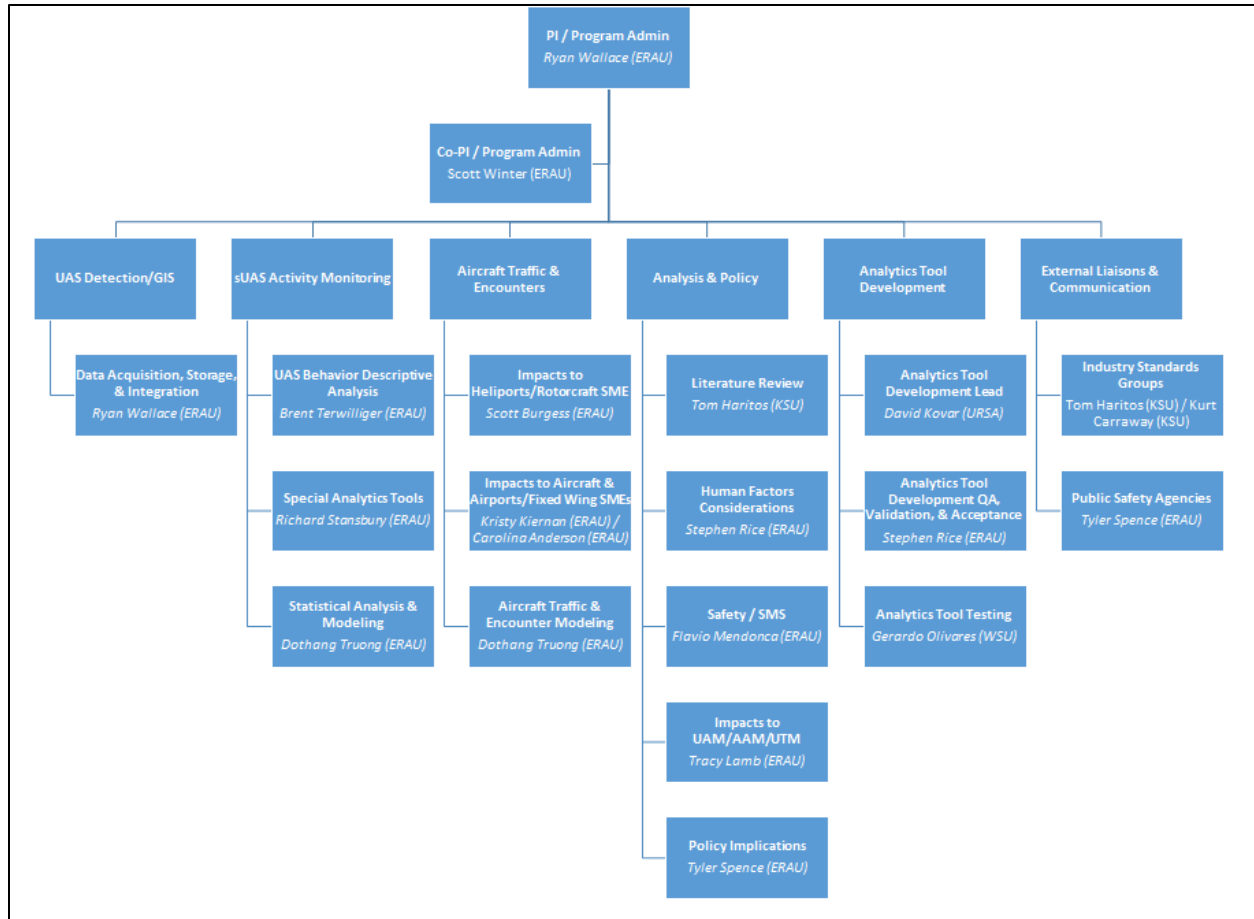 PI / Program Admin
Ryan Wallace (ERAU)
Co-PI / Program Admin
Scott Winter (ERAU)
UAS Detection/GIS
sUAS Activity Monitoring
Aircraft Traffic &
Encounters
Analysis & Policy
Analytics Tool
Development
External Liaisons &
Communication
Data Acquisition, Storage,
& Integration
Ryan Wallace (ERAU)
UAS Behavior Descriptive
Analysis
Brent Terwilliger (ERAU)
Special Analytics Tools
Richard Stansbury (ERAU)
Statistical Analysis &
Modeling
Dothang Truong (ERAU)
Impacts to
Heliports/Rotorcraft SME
Scott Burgess (ERAU)
Impacts to Aircraft &
Airports/Fixed Wing SMEs
Kristy Kiernan (ERAU) /
Carolina Anderson (ERAU)
Aircraft Traffic &
Encounter Modeling
Dothang Truong (ERAU)
Literature Review
Tom Haritos (KSU)
Human Factors
Considerations
Stephen Rice (ERAU)
Safety / SMS
Flavio Mendonca (ERAU)
Impacts to
UAM/AAM/UTM
Tracy Lamb (ERAU)
Policy Implications
Tyler Spence (ERAU)
Analytics Tool
Development Lead
David Kovar (URSA)
Analytics Tool
Development QA,
Validation, & Acceptance
Stephen Rice (ERAU)
Analytics Tool Testing
Gerardo Olivares (WSU)
Industry Standards
Groups
Tom Haritos (KSU) / Kurt
Carraway (KSU)
Public Safety Agencies
Tyler Spence (ERAU)